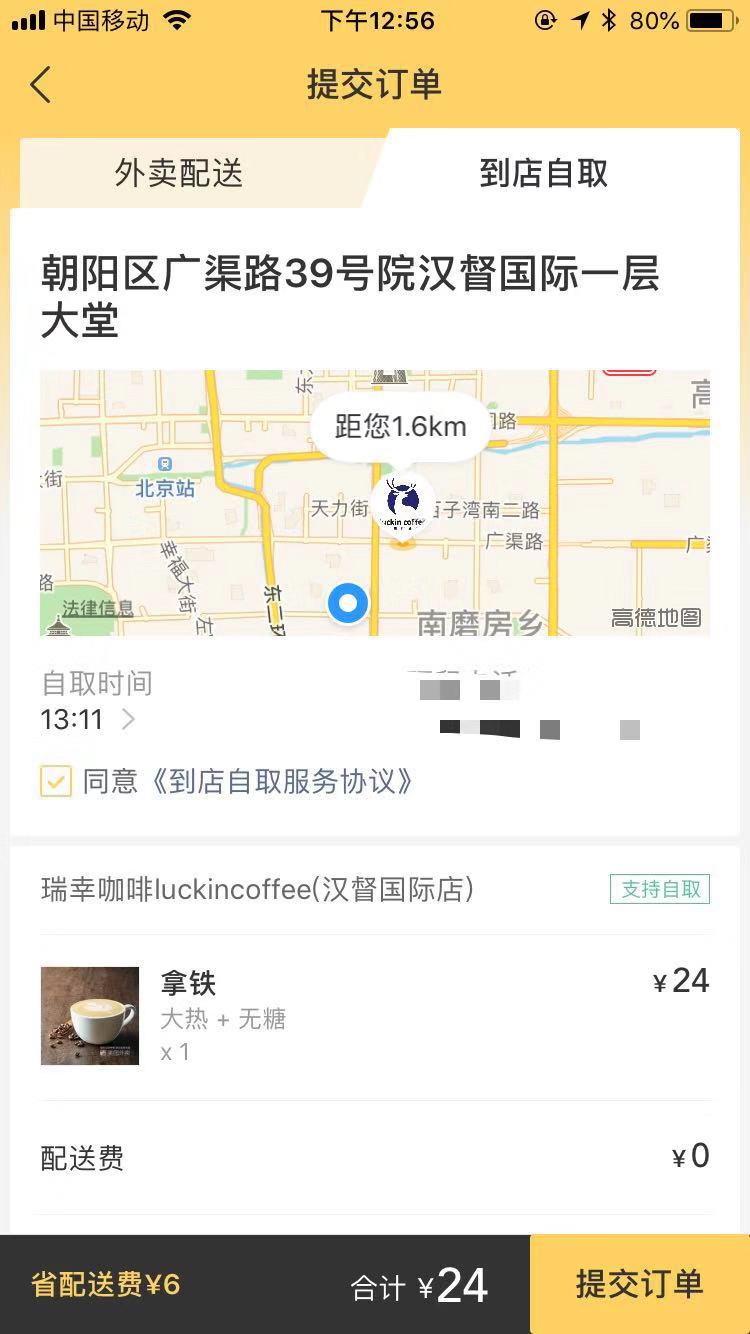 中国移动
下午12:56
80%
提交订单
外卖配送
到店自取
朝阳区广渠路39号院汉督国际一层
大堂
距您1.6km
北京站
天力街
百子湾南二路
广渠路
幸福大街
法律信息
南磨房乡
高德地图
luckin coffee
自取时间
13:11
同意《到店自取服务协议》
瑞幸咖啡luckincoffee(汉督国际店)
支持自取
拿铁
¥24
大热 + 无糖
x 1
配送费
¥0
省配送费¥6
合计 ¥24
提交订单